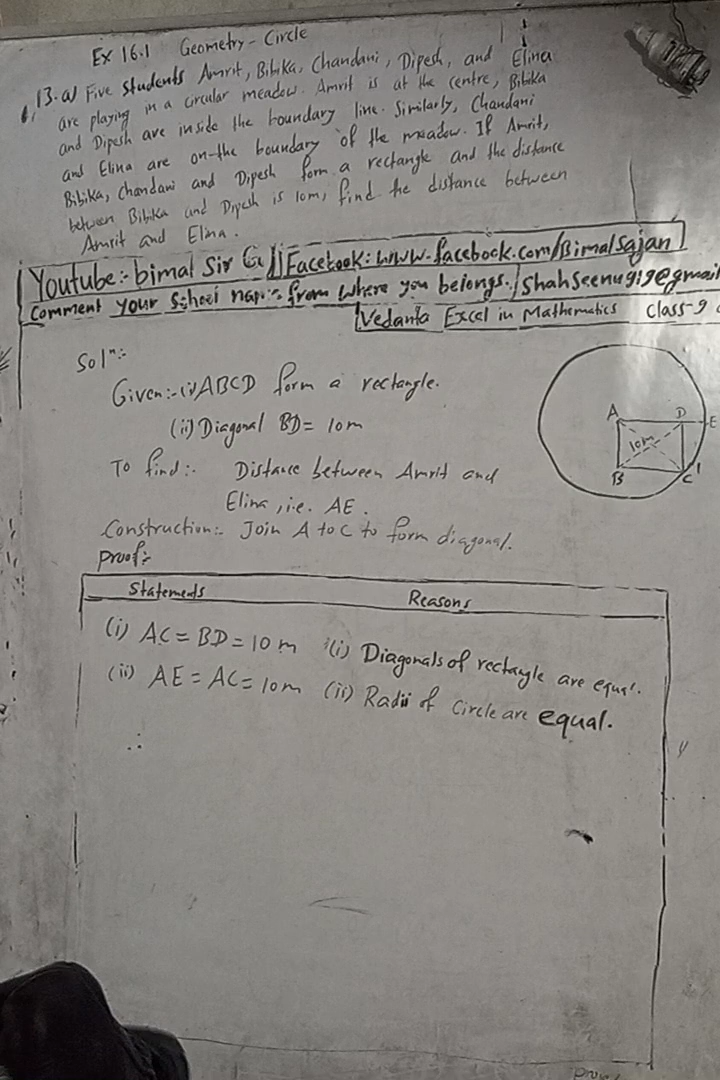 Ex 16.1 Geometry - Circle
13. a) Five Students Amrit, Bibika, Chandani, Dipesh, and Elina
are playing in a circular meadow. Amrit is at the centre, Bibika
and Dipesh are inside the boundary line. Similarly, Chandani
and Elina are on the boundary of the meadow. If Amrit,
Bibika, Chandani and Dipesh form a rectangle and the distance
between Bibika and Dipesh is 10m, find the distance between
Amrit and Elina.
Youtube:- bimal Sir G || Facebook: www.facebook.com/Bimalsajan
Comment your School name from where you belongs. / Shahseenu919@gmail
Vedanta Excel in Mathematics Class-9
Solⁿ:-
Given:- (i) ABCD form a rectangle.
(ii) Diagonal BD = 10m
To find:- Distance between Amrit and
Elina, i.e. AE.
Construction:- Join A to C to form diagonal.
Proof:-
A D E
10m
B C
Statements Reasons
(i) AC = BD = 10 m (i) Diagonals of rectangle are equal.
(ii) AE = AC = 10m (ii) Radii of Circle are equal.
∴